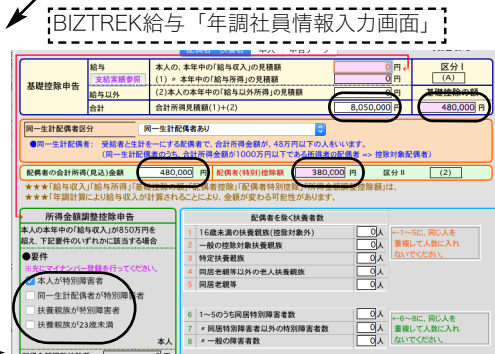 BIZTREK給与「年調社員情報入力画面」
配偶者・扶養者 本人・年調データ
基礎控除申告
給与
支給実績参照
給与以外
合計
本人の、本年中の「給与収入」の見積額 0 円
(1) 〃 本年中の「給与所得」の見積額 0 円
(2)本人の本年中の「給与以外所得」の見積額 0 円
合計所得見積額(1)+(2) 8,050,000 円
区分Ⅰ
(A)
基礎控除の額
480,000 円
同一生計配偶者区分 同一生計配偶者あり
●同一生計配偶者: 受給者と生計を一にする配偶者で、合計所得金額が、48万円以下の人をいいます。
(同一生計配偶者のうち、合計所得金額が1000万円以下である所得者の配偶者 => 控除対象配偶者)
配偶者の合計所得(見込)金額 480,000 円 配偶者(特別)控除額 380,000 円 区分Ⅱ (2)
★★★「給与収入」「給与所得」「基礎控除の額」「配偶者控除」「配偶者特別控除」「所得金額調整控除額」は、
★★★「年調計算により給与収入が計算されることにより、金額が変わる可能性があります。
所得金額調整控除申告
本人の本年中の「給与収入」が850万円を
超え、下記要件のいずれかに該当する場合
●要件
※先にマイナンバー登録を行ってください。
本人が特別障害者
同一生計配偶者が特別障害者
扶養親族が特別障害者
扶養親族が23歳未満
本人
配偶者を除く扶養者数
1 16歳未満の扶養親族(控除対象外) 0 人
2 一般の控除対象扶養親族 0 人
3 特定扶養親族 0 人
4 同居老親等以外の老人扶養親族 0 人
5 同居老親等 0 人
←1~5に、同じ人を
重複して人数に入れ
ないでください。
6 1~5のうち同居特別障害者数 0 人
7 〃 同居特別障害者以外の特別障害者数 0 人
8 〃 一般の障害者数 0 人
←6~8に、同じ人を
重複して人数に入れ
ないでください。